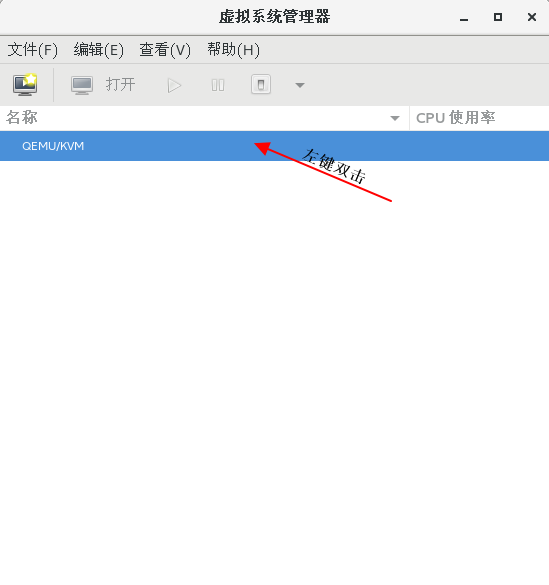 虚拟系统管理器
文件(F) 编辑(E) 查看(V) 帮助(H)
打开
名称 CPU 使用率
QEMU/KVM
左键双击